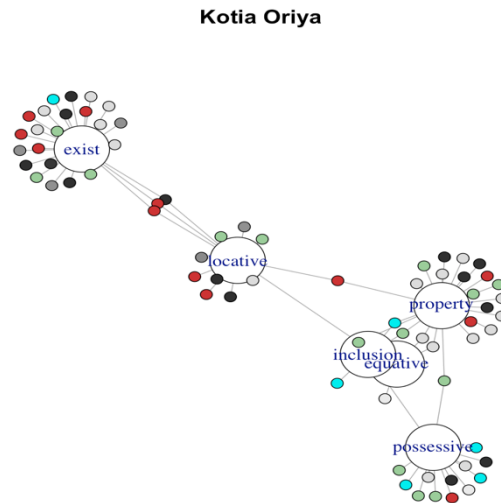 Kotia Oriya
exist
locative
property
inclusion
equative
possessive